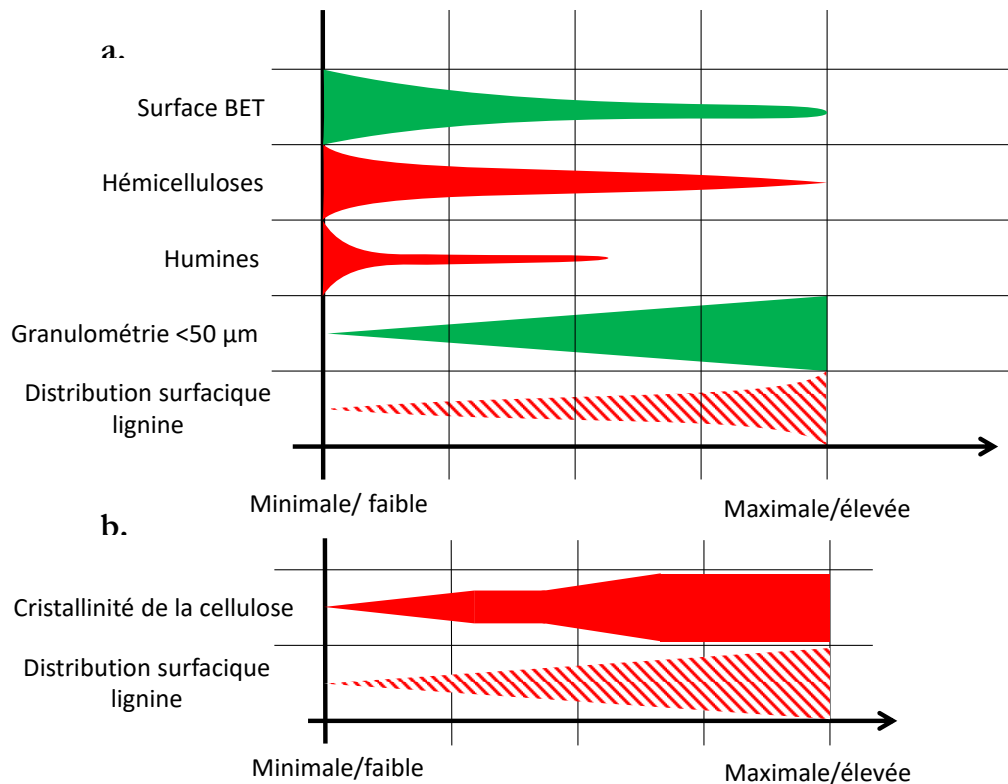 a.
Surface BET
Hémicelluloses
Humines
Granulométrie <50 µm
Distribution surfacique
lignine
Minimale/ faible
Maximale/élevée
b.
Cristallinité de la cellulose
Distribution surfacique
lignine
Minimale/faible
Maximale/élevée